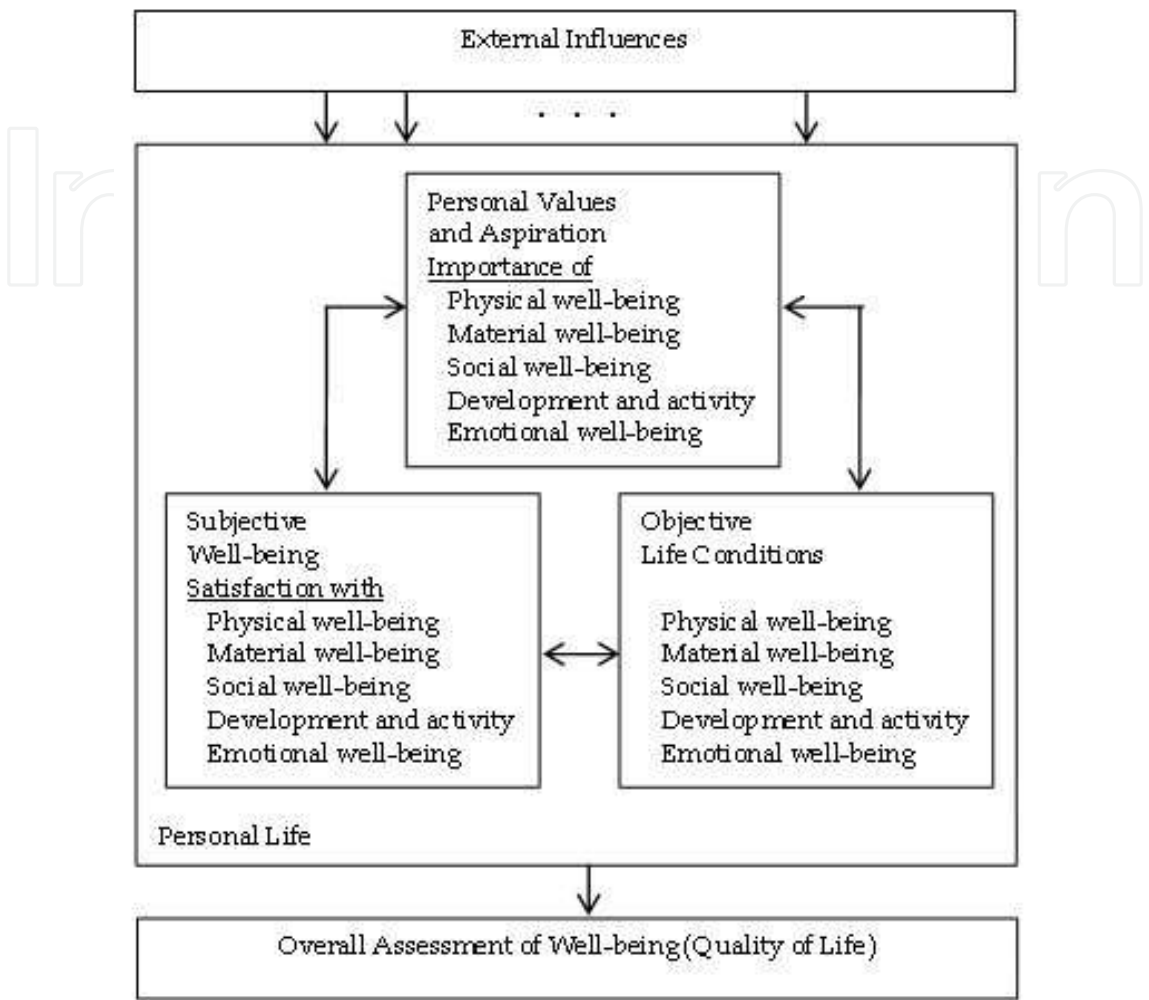 External Influences
. . .
Personal Values
and Aspiration
Importance of
Physical well-being
Material well-being
Social well-being
Development and activity
Emotional well-being
Subjective
Well-being
Satisfaction with
Physical well-being
Material well-being
Social well-being
Development and activity
Emotional well-being
Objective
Life Conditions
Physical well-being
Material well-being
Social well-being
Development and activity
Emotional well-being
Personal Life
Overall Assessment of Well-being(Quality of Life)